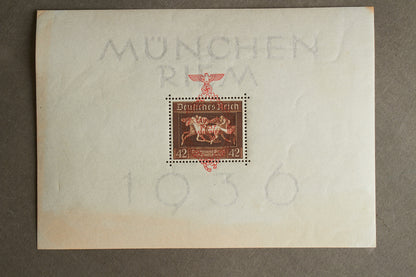 MÜNCHEN
RIEM
Deutsches Reich
42 42
1936